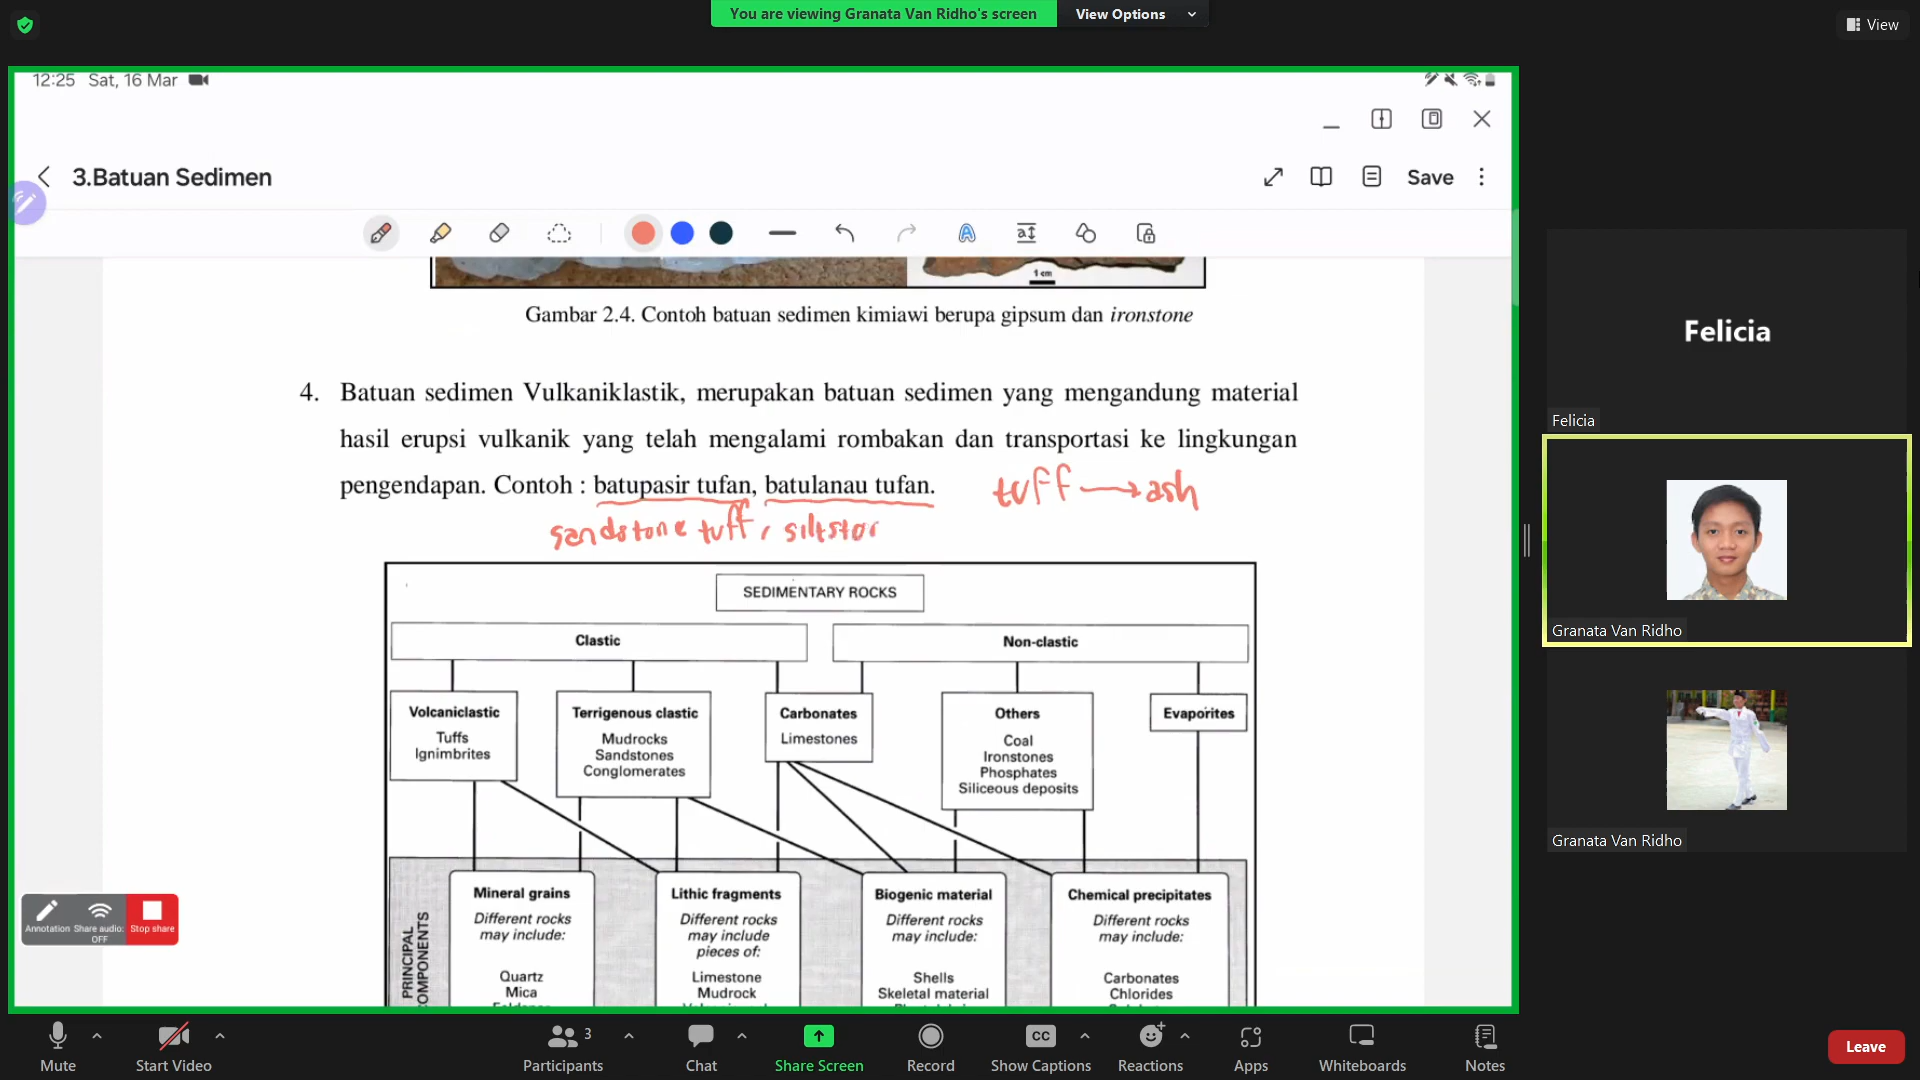 You are viewing Granata Van Ridho's screen
View Options
View
12:25 Sat, 16 Mar
3.Batuan Sedimen
Save
1 cm
Gambar 2.4. Contoh batuan sedimen kimiawi berupa gipsum dan ironstone
4. Batuan sedimen Vulkaniklastik, merupakan batuan sedimen yang mengandung material
hasil erupsi vulkanik yang telah mengalami rombakan dan transportasi ke lingkungan
pengendapan. Contoh : batupasir tufan, batulanau tufan.
tuff → ash
sandstone tuff, siltston
SEDIMENTARY ROCKS
Clastic
Non-clastic
Volcaniclastic
Tuffs
Ignimbrites
Terrigenous clastic
Mudrocks
Sandstones
Conglomerates
Carbonates
Limestones
Others
Coal
Ironstones
Phosphates
Siliceous deposits
Evaporites
PRINCIPAL
COMPONENTS
Mineral grains
Different rocks
may include:
Quartz
Mica
Lithic fragments
Different rocks
may include
pieces of:
Limestone
Mudrock
Biogenic material
Different rocks
may include:
Shells
Skeletal material
Chemical precipitates
Different rocks
may include:
Carbonates
Chlorides
Annotation
Share audio:
OFF
Stop share
Felicia
Felicia
Granata Van Ridho
Granata Van Ridho
Mute
Start Video
Participants
3
Chat
Share Screen
Record
CC
Show Captions
Reactions
Apps
Whiteboards
Notes
Leave